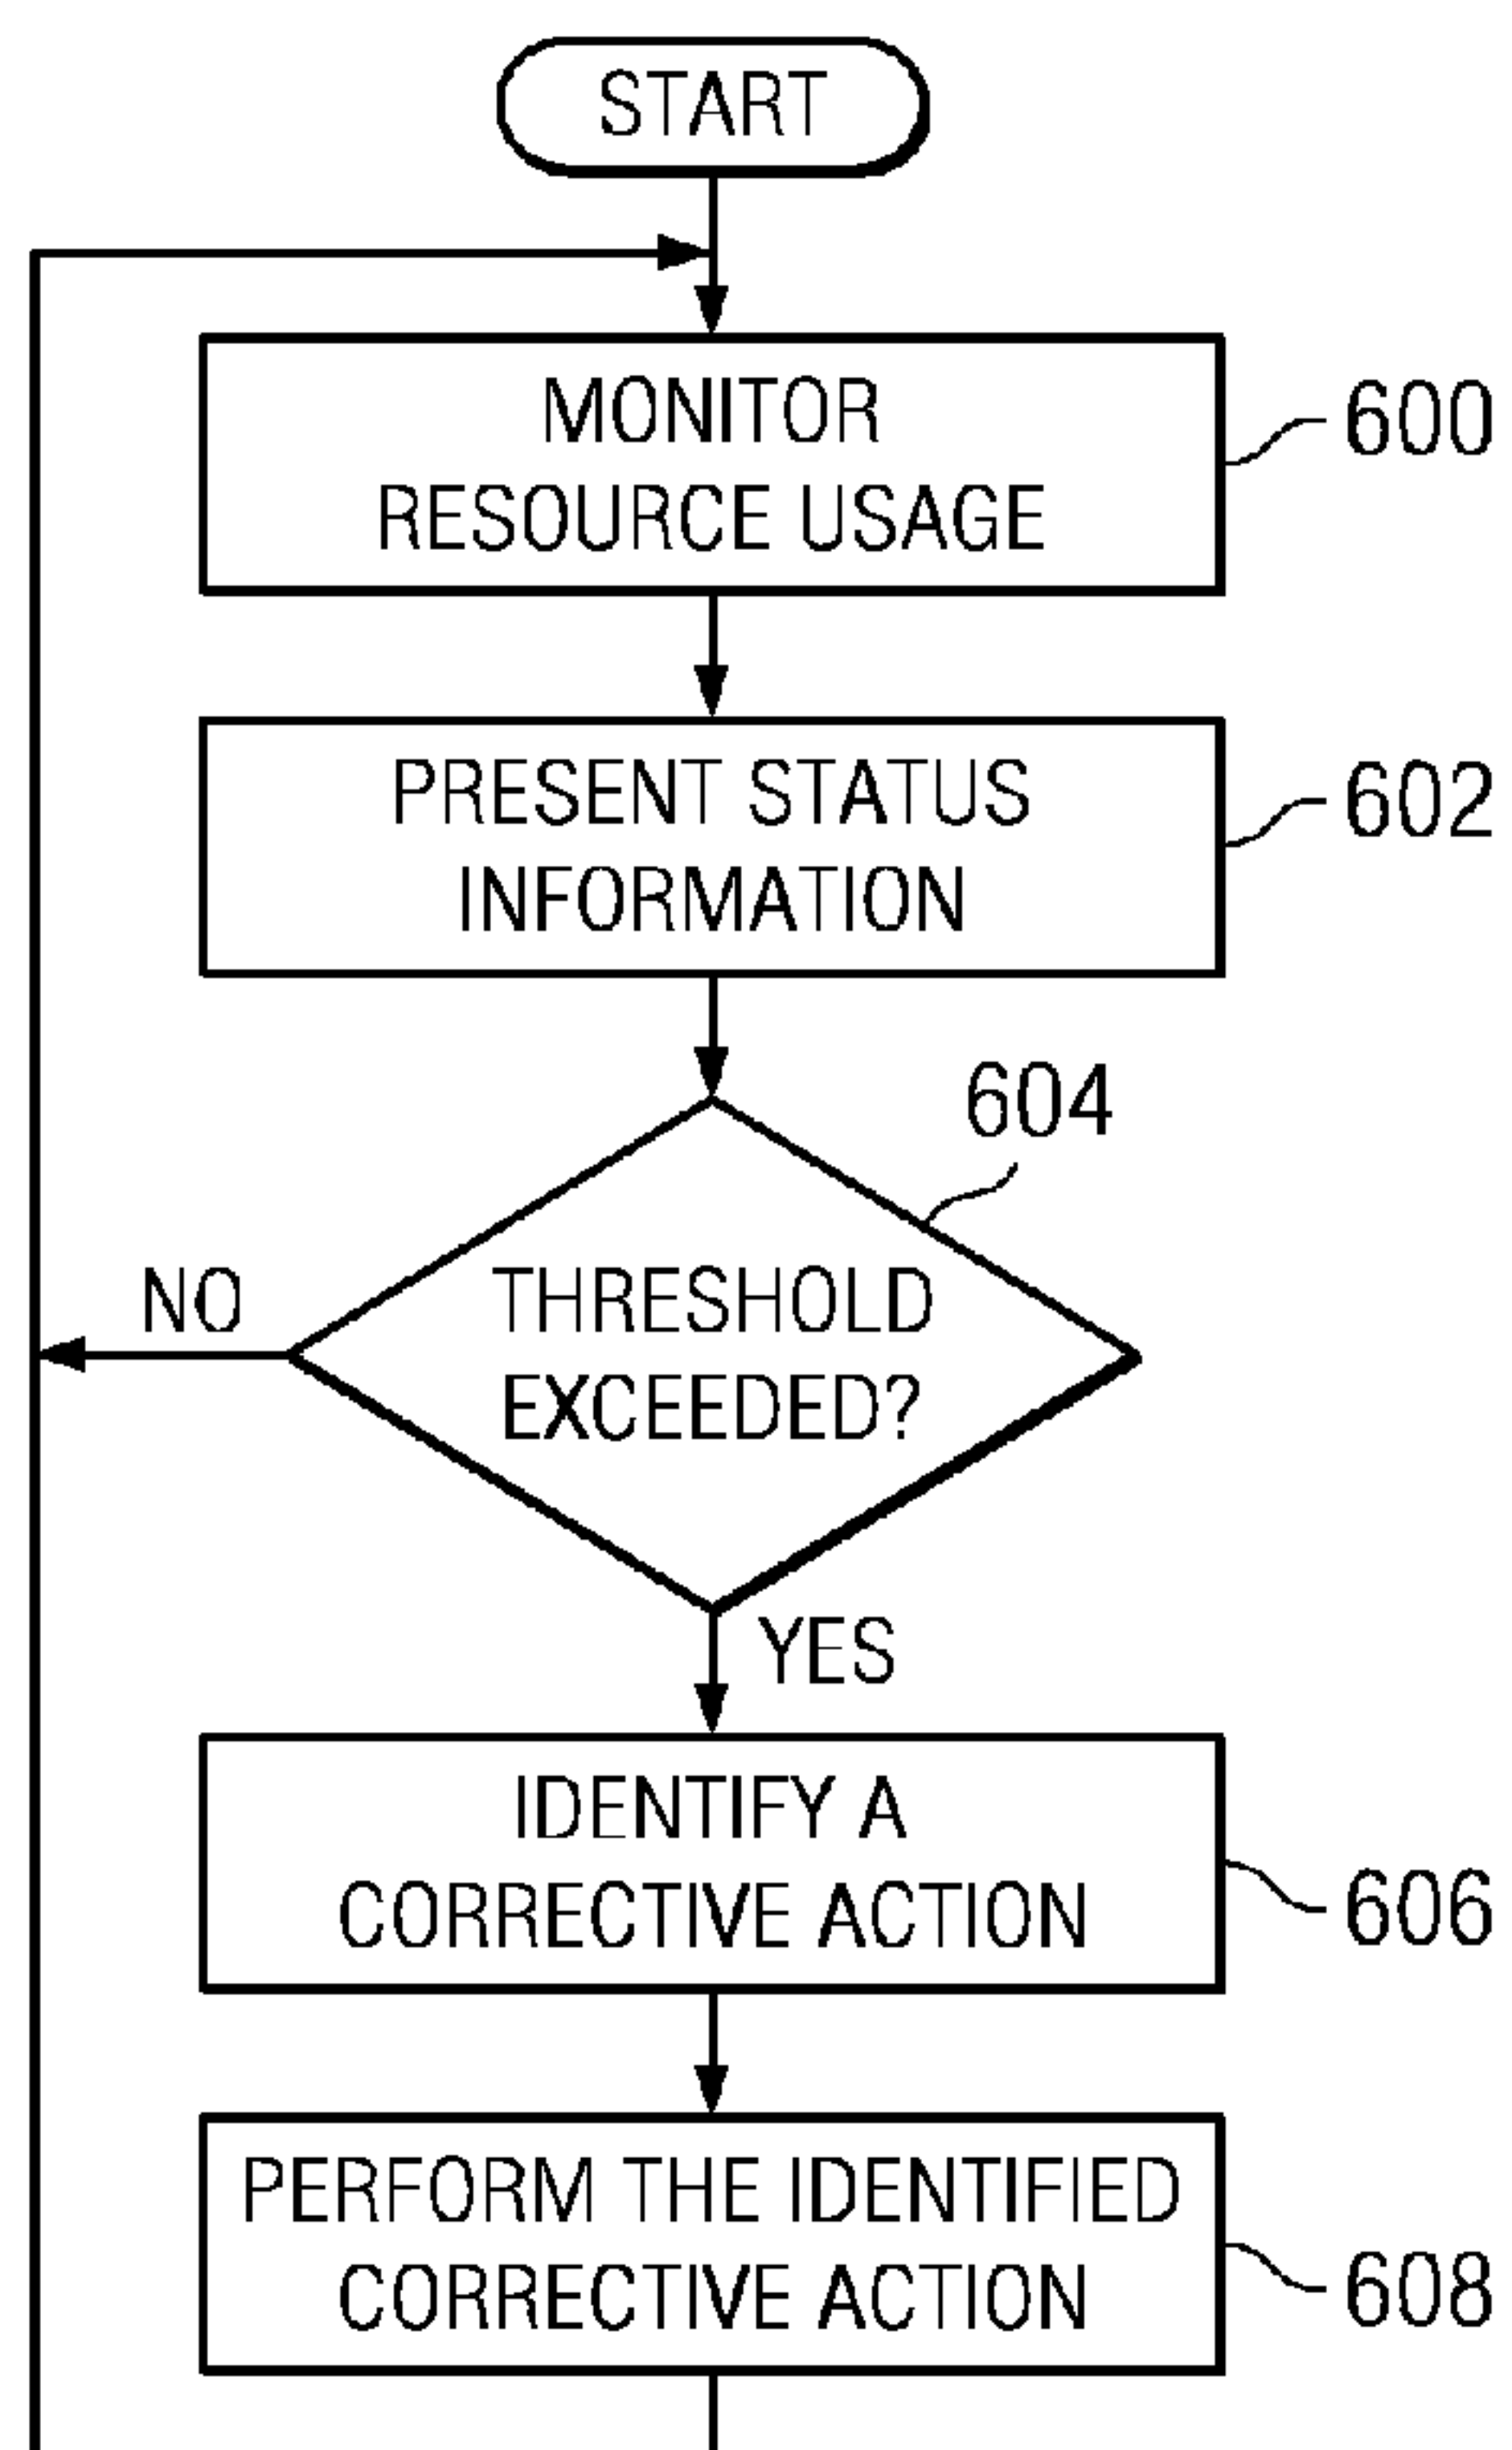 START
MONITOR
RESOURCE USAGE
600
PRESENT STATUS
INFORMATION
602
604
NO
THRESHOLD
EXCEEDED?
YES
IDENTIFY A
CORRECTIVE ACTION
606
PERFORM THE IDENTIFIED
CORRECTIVE ACTION
608